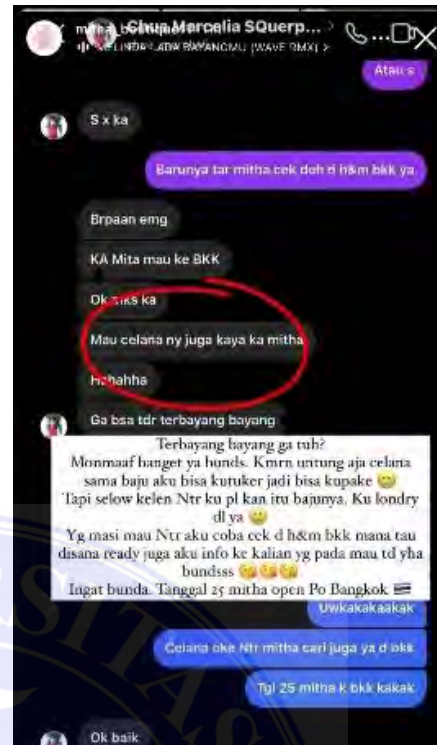 Chua Marcelia SQuerp...
Atau s
S x ka
Barunya tar mitha cek deh d h&m bkk ya
Brpaan emg
KA Mita mau ke BKK
Ok ka
Mau celana ny juga kaya ka mitha
Hahahha
Ga bsa tdr terbayang bayang
Terbayang bayang ga tuh?
Monmaaf banget ya bunds. Kmrn untung aja celana
sama baju aku bisa kutuker jadi bisa kupake
Tapi selow kelen Ntr ku pl kan itu bajunya. Ku londry
dl ya
Yg masi mau Ntr aku coba cek d h&m bkk mana tau
disana ready juga aku info ke kalian yg pada mau td yha
bundsss
Ingat bunda. Tanggal 25 mitha open Po Bangkok
Uwkakakaakak
Celana oke Ntr mitha cari juga ya d bkk
Tgl 25 mitha k bkk kakak
Ok baik